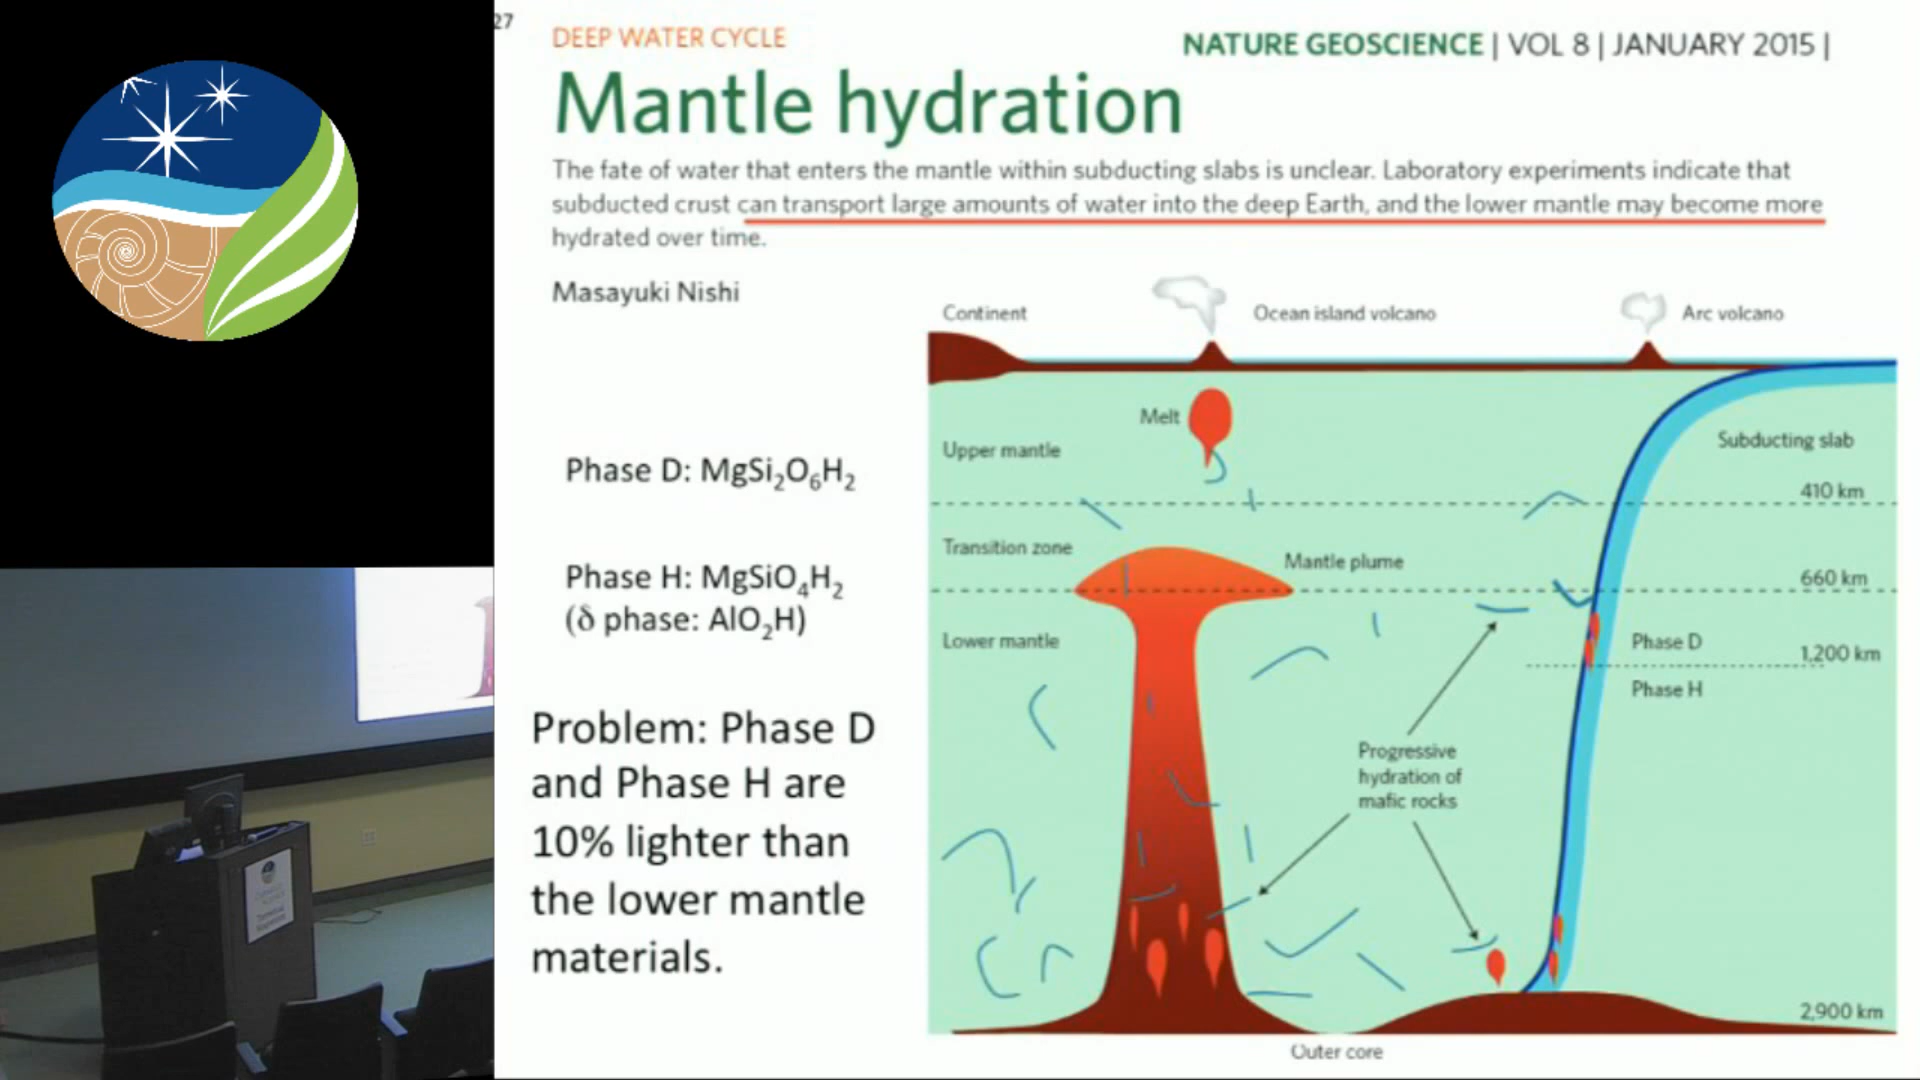 27
DEEP WATER CYCLE
NATURE GEOSCIENCE | VOL 8 | JANUARY 2015 |
Mantle hydration
The fate of water that enters the mantle within subducting slabs is unclear. Laboratory experiments indicate that
subducted crust can transport large amounts of water into the deep Earth, and the lower mantle may become more
hydrated over time.
Masayuki Nishi
Phase D: MgSi₂O₆H₂
Phase H: MgSiO₄H₂
(δ phase: AlO₂H)
Problem: Phase D
and Phase H are
10% lighter than
the lower mantle
materials.
Continent
Ocean island volcano
Arc volcano
Melt
Upper mantle
Subducting slab
410 km
Transition zone
Mantle plume
660 km
Lower mantle
Phase D
1,200 km
Phase H
Progressive
hydration of
mafic rocks
2,900 km
Outer core